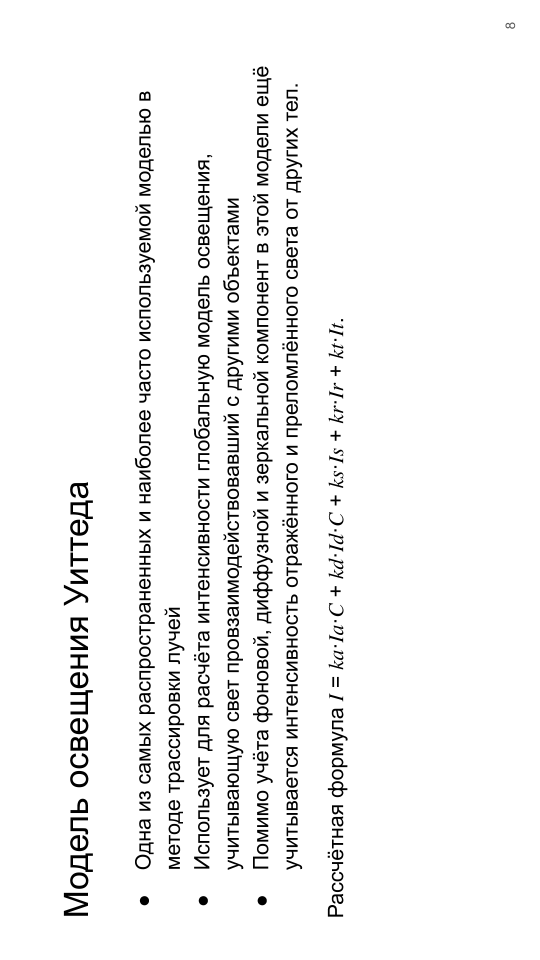 Модель освещения Уиттеда
● Одна из самых распространенных и наиболее часто используемой моделью в
методе трассировки лучей
● Использует для расчёта интенсивности глобальную модель освещения,
учитывающую свет провзаимодействовавший с другими объектами
● Помимо учёта фоновой, диффузной и зеркальной компонент в этой модели ещё
учитывается интенсивность отражённого и преломлённого света от других тел.
Рассчётная формула I = ka·Ia·C + kd·Id·C + ks·Is + kr·Ir + kt·It.
8